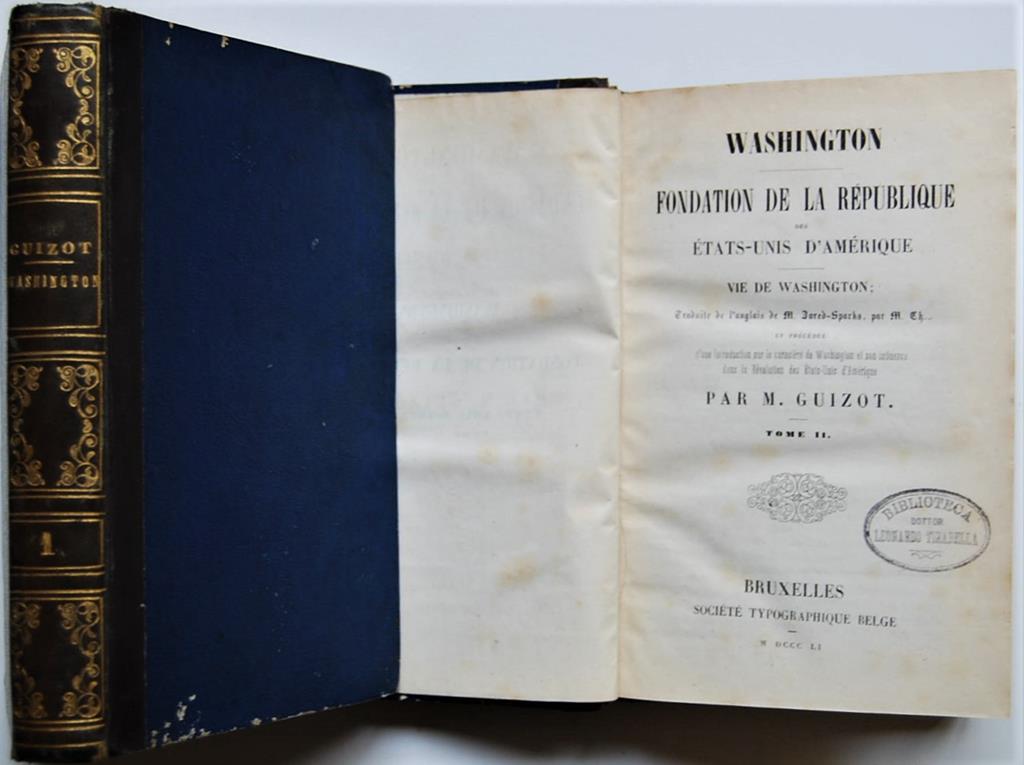 GUIZOT
WASHINGTON
1
WASHINGTON
FONDATION DE LA RÉPUBLIQUE
DES
ÉTATS-UNIS D'AMÉRIQUE
VIE DE WASHINGTON;
Traduite de l'anglais de M. Jared-Sparks, par M. Ch...
ET PRÉCÉDÉE
d'une Introduction sur le caractère de Washington et son influence
dans la Révolution des États-Unis d'Amérique
PAR M. GUIZOT.
TOME II.
BIBLIOTECA
DOTTOR
LEONARDO TIRABELLA
BRUXELLES
SOCIÉTÉ TYPOGRAPHIQUE BELGE
M DCCC LI